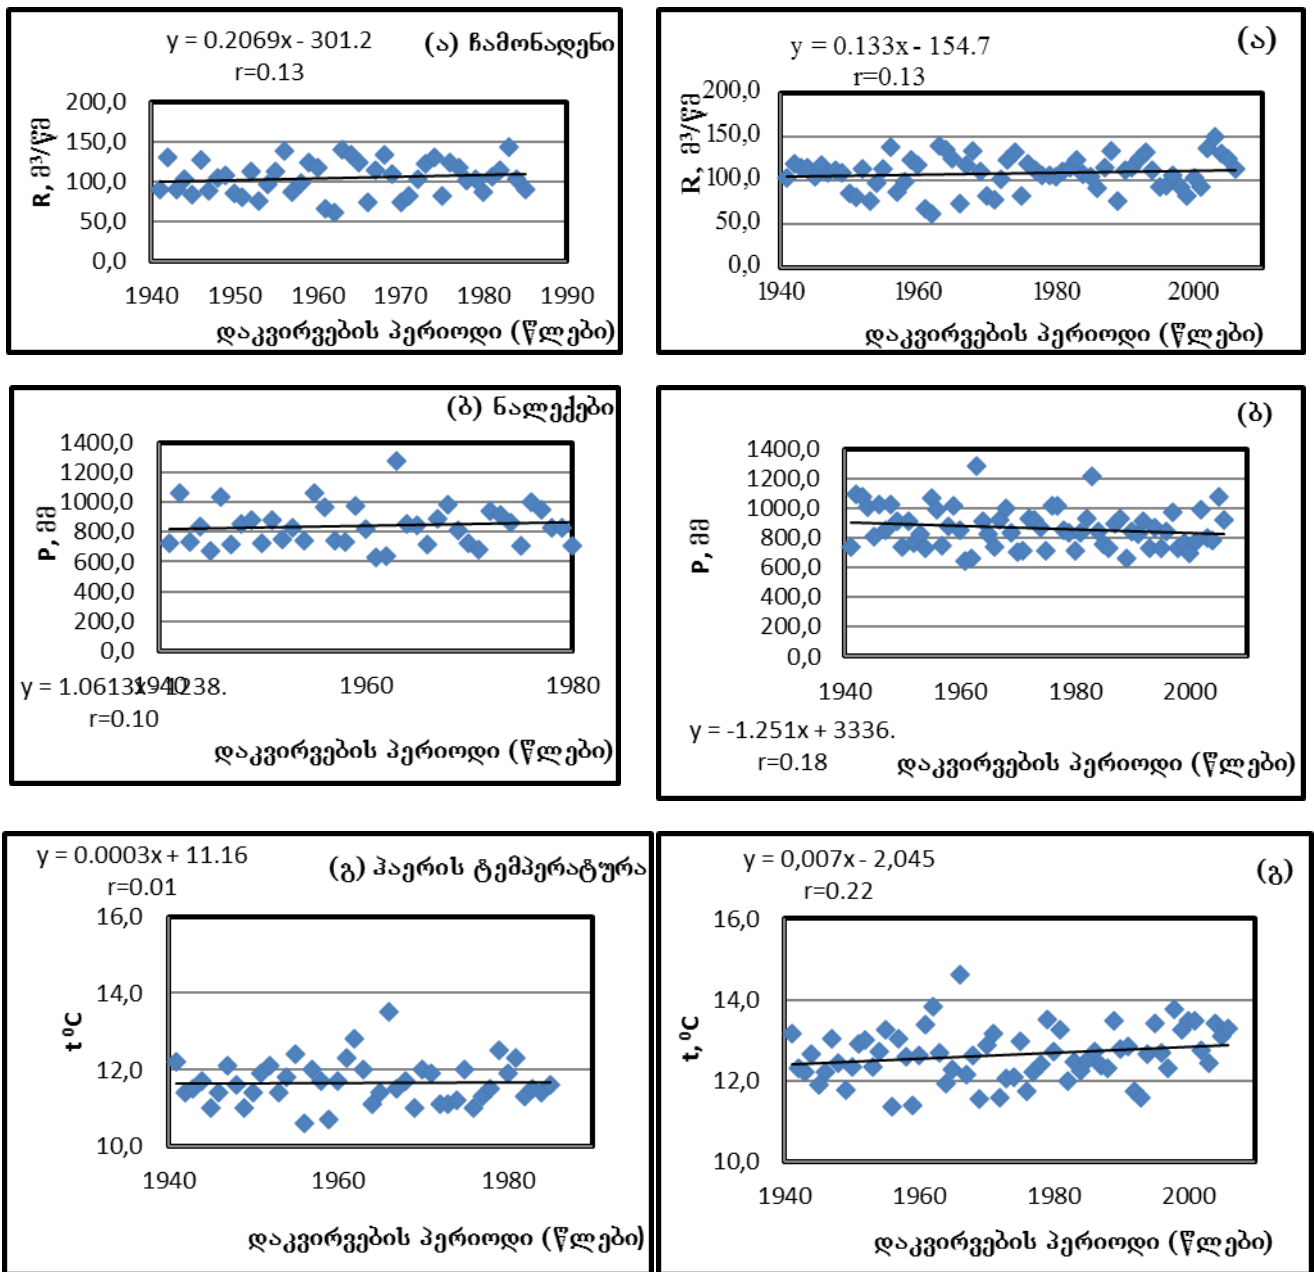 y = 0.2069x - 301.2
(ა) ჩამონადენი
r=0.13
R, მ³/წმ
200,0
150,0
100,0
50,0
0,0
1940 1950 1960 1970 1980 1990
დაკვირვების პერიოდი (წლები)
y = 0.133x - 154.7
(ა)
r=0.13
R, მ³/წმ
200,0
150,0
100,0
50,0
0,0
1940 1960 1980 2000
დაკვირვების პერიოდი (წლები)
(ბ) ნალექები
P, მმ
1400,0
1200,0
1000,0
800,0
600,0
400,0
200,0
0,0
1940 1960 1980
y = 1.0613x - 1238.
r=0.10
დაკვირვების პერიოდი (წლები)
(ბ)
P, მმ
1400,0
1200,0
1000,0
800,0
600,0
400,0
200,0
0,0
1940 1960 1980 2000
y = -1.251x + 3336.
r=0.18
დაკვირვების პერიოდი (წლები)
y = 0.0003x + 11.16
(გ) ჰაერის ტემპერატურა
r=0.01
t ⁰C
16,0
14,0
12,0
10,0
1940 1960 1980
დაკვირვების პერიოდი (წლები)
y = 0,007x - 2,045
(გ)
r=0.22
t, ⁰C
16,0
14,0
12,0
10,0
1940 1960 1980 2000
დაკვირვების პერიოდი (წლები)